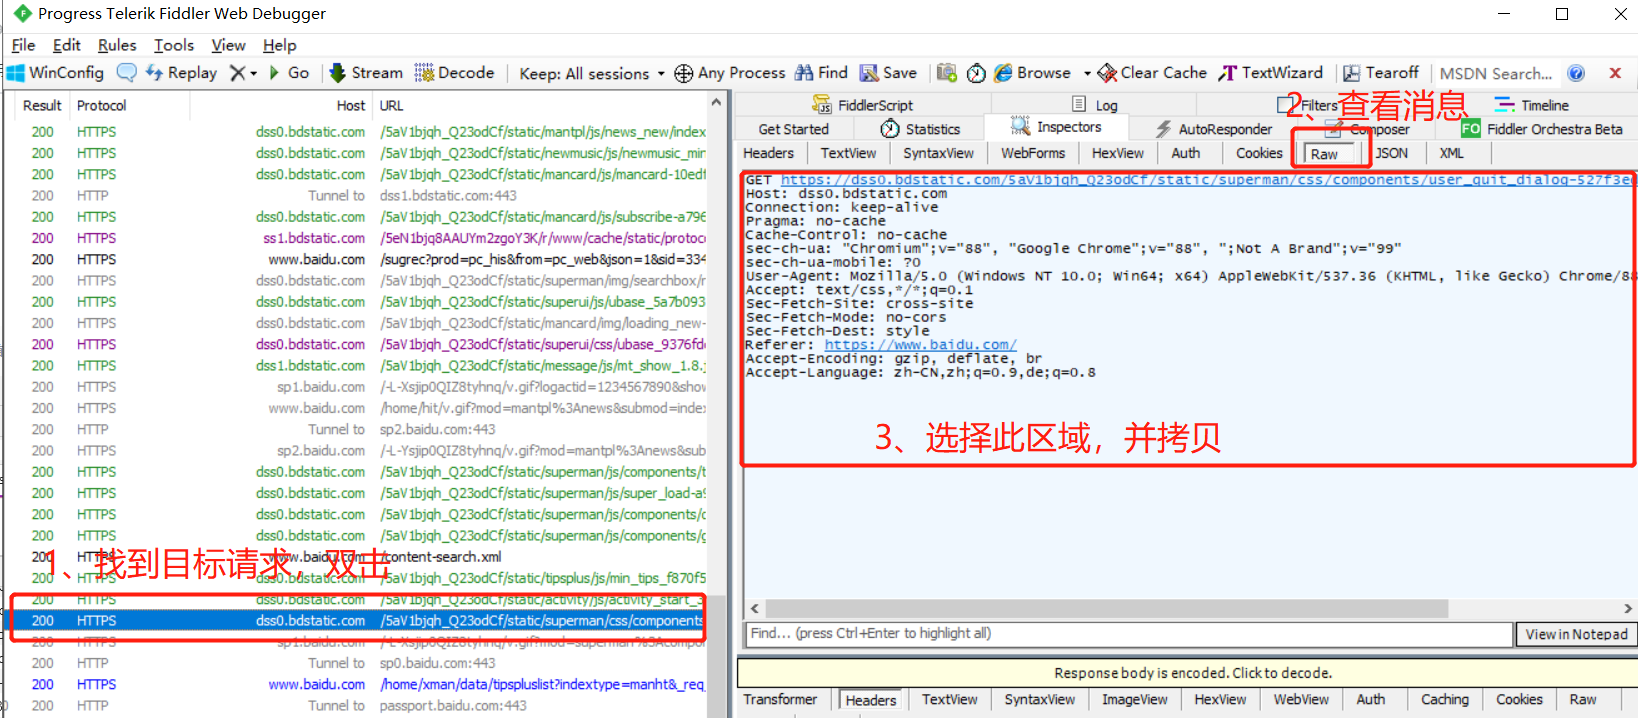 Progress Telerik Fiddler Web Debugger
File Edit Rules Tools View Help
WinConfig Replay Go Stream Decode Keep: All sessions Any Process Find Save Browse Clear Cache TextWizard Tearoff MSDN Search...
Result Protocol Host URL
200 HTTPS dss0.bdstatic.com /5aV1bjqh_Q23odCf/static/mantpl/js/news_new/index
200 HTTPS dss0.bdstatic.com /5aV1bjqh_Q23odCf/static/newmusic/js/newmusic_min
200 HTTPS dss0.bdstatic.com /5aV1bjqh_Q23odCf/static/mancard/js/mancard-10edf
200 HTTP Tunnel to dss1.bdstatic.com:443
200 HTTPS dss0.bdstatic.com /5aV1bjqh_Q23odCf/static/mancard/js/subscribe-a796
200 HTTPS ss1.bdstatic.com /5eN1bjq8AAUYm2zgoY3K/r/www/cache/static/protoco
200 HTTPS www.baidu.com /sugrec?prod=pc_his&from=pc_web&json=1&sid=334
200 HTTPS dss0.bdstatic.com /5aV1bjqh_Q23odCf/static/superman/img/searchbox/
200 HTTPS dss0.bdstatic.com /5aV1bjqh_Q23odCf/static/superui/js/ubase_5a7b093
200 HTTPS dss0.bdstatic.com /5aV1bjqh_Q23odCf/static/mancard/img/loading_new-
200 HTTPS dss0.bdstatic.com /5aV1bjqh_Q23odCf/static/superui/css/ubase_9376fd
200 HTTPS dss1.bdstatic.com /5aV1bjqh_Q23odCf/static/message/js/mt_show_1.8.
200 HTTPS sp1.baidu.com /-L-Xsjip0QIZ8tyhnq/v.gif?logactid=1234567890&show
200 HTTPS www.baidu.com /home/hit/v.gif?mod=mantpl%3Anews&submod=index
200 HTTP Tunnel to sp2.baidu.com:443
200 HTTPS sp2.baidu.com /-L-Ysjip0QIZ8tyhnq/v.gif?mod=mantpl%3Anews&sub
200 HTTPS dss0.bdstatic.com /5aV1bjqh_Q23odCf/static/superman/js/components/t
200 HTTPS dss0.bdstatic.com /5aV1bjqh_Q23odCf/static/superman/js/super_load-a9
200 HTTPS dss0.bdstatic.com /5aV1bjqh_Q23odCf/static/superman/js/components/
200 HTTPS dss0.bdstatic.com /5aV1bjqh_Q23odCf/static/superman/js/components/g
200 HTTPS www.baidu.com /content-search.xml
1、找到目标请求，双击
200 HTTPS dss0.bdstatic.com /5aV1bjqh_Q23odCf/static/tipsplus/js/min_tips_f870f5
200 HTTPS dss0.bdstatic.com /5aV1bjqh_Q23odCf/static/activity/js/activity_start_3
200 HTTPS dss0.bdstatic.com /5aV1bjqh_Q23odCf/static/superman/css/components
200 HTTPS sp1.baidu.com /-L-Xsjip0QIZ8tyhnq/v.gif?mod=superman%3Acompo
200 HTTP Tunnel to sp0.baidu.com:443
200 HTTPS www.baidu.com /home/xman/data/tipspluslist?indextype=manht&_req
200 HTTP Tunnel to passport.baidu.com:443
FiddlerScript Log Filters Timeline
2、查看消息
Get Started Statistics Inspectors AutoResponder Composer FO Fiddler Orchestra Beta
Headers TextView SyntaxView WebForms HexView Auth Cookies Raw JSON XML
GET https://dss0.bdstatic.com/5aV1bjqh_Q23odCf/static/superman/css/components/user_quit_dialog-527f3e
Host: dss0.bdstatic.com
Connection: keep-alive
Pragma: no-cache
Cache-Control: no-cache
sec-ch-ua: "Chromium";v="88", "Google Chrome";v="88", ";Not A Brand";v="99"
sec-ch-ua-mobile: ?0
User-Agent: Mozilla/5.0 (Windows NT 10.0; Win64; x64) AppleWebKit/537.36 (KHTML, like Gecko) Chrome/88
Accept: text/css,*/*;q=0.1
Sec-Fetch-Site: cross-site
Sec-Fetch-Mode: no-cors
Sec-Fetch-Dest: style
Referer: https://www.baidu.com/
Accept-Encoding: gzip, deflate, br
Accept-Language: zh-CN,zh;q=0.9,de;q=0.8
3、选择此区域，并拷贝
Find... (press Ctrl+Enter to highlight all) View in Notepad
Response body is encoded. Click to decode.
Transformer Headers TextView SyntaxView ImageView HexView WebView Auth Caching Cookies Raw